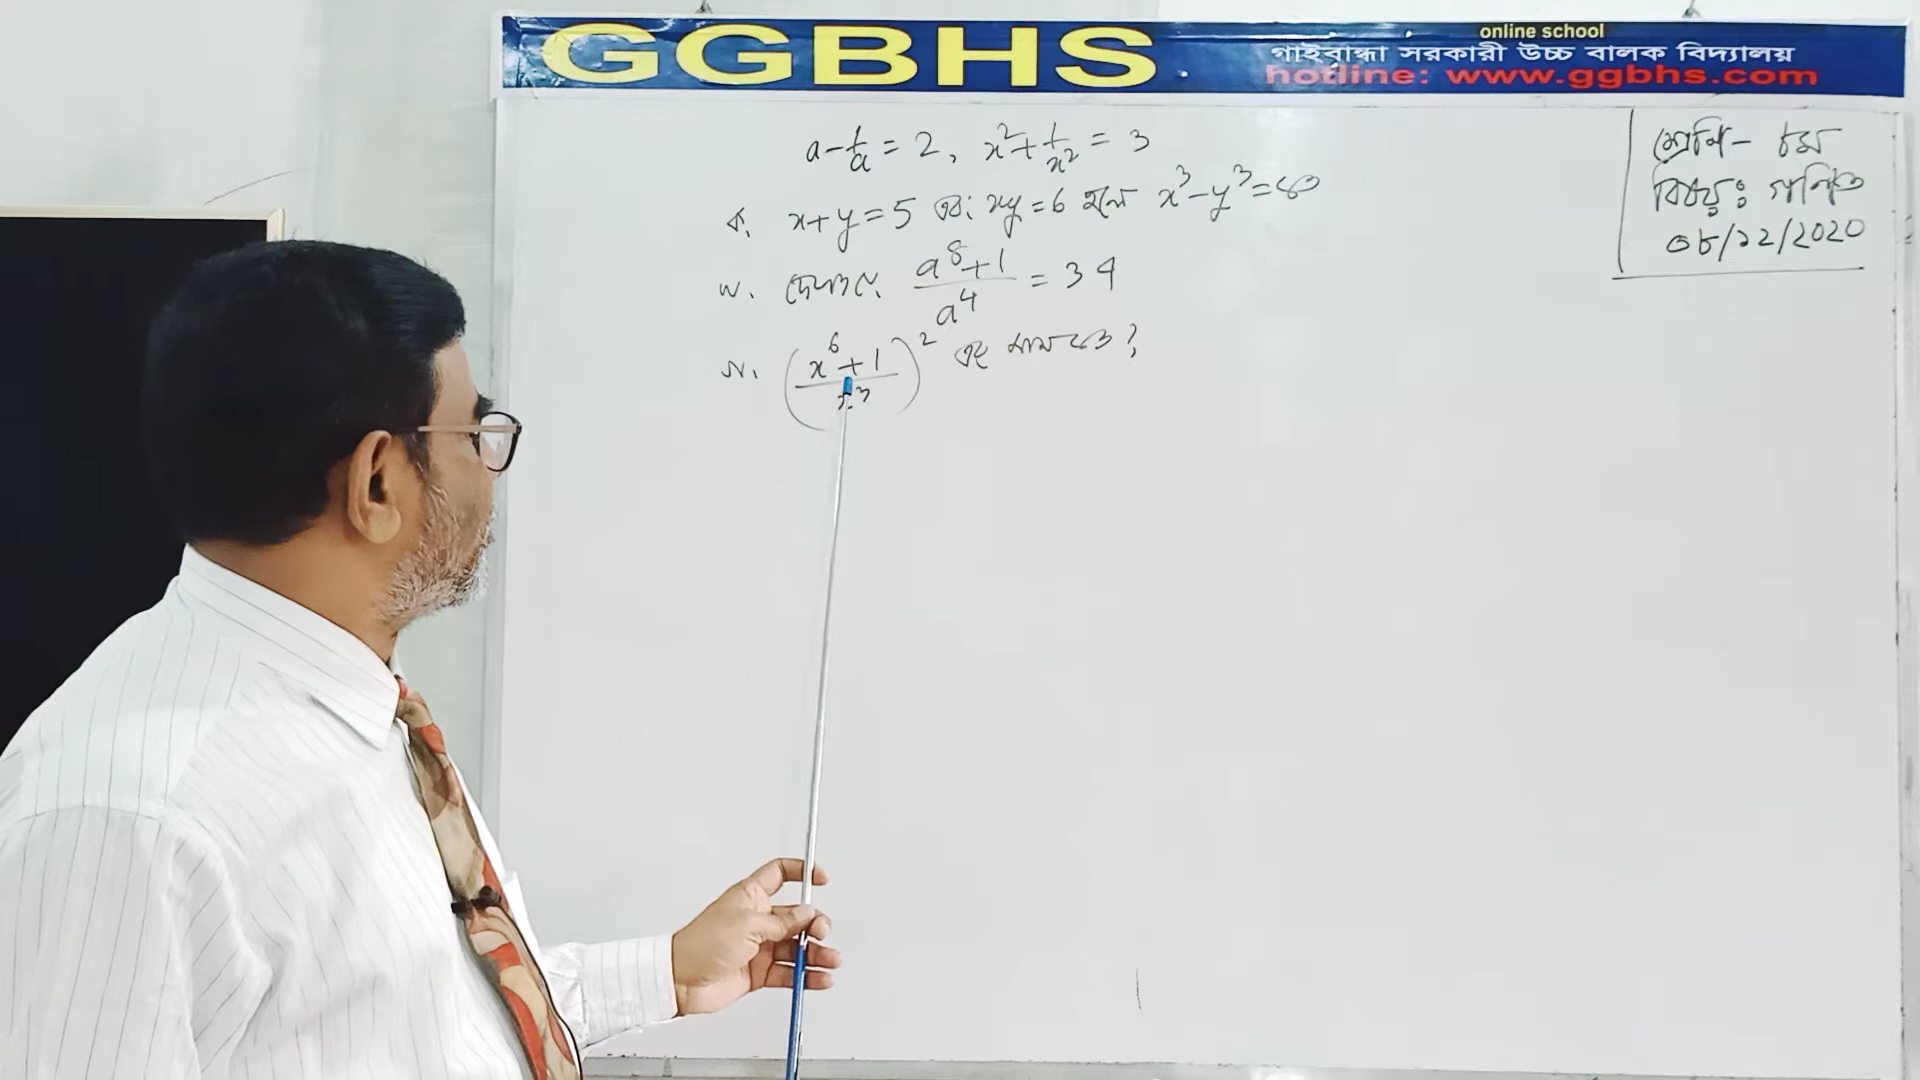 GGBHS
online school
গাইবান্ধা সরকারী উচ্চ বালক বিদ্যালয়
hotline: www.ggbhs.com
a - 1/a = 2, x² + 1/x² = 3
ক. x + y = 5 এবং xy = 6 হলে x³ - y³ = কত
খ. দেখাও যে, (a⁸ + 1)/a⁴ = 34
গ. ((x⁶ + 1)/x³)² এর মান কত?
শ্রেণি - ৮ম
বিষয়ঃ গণিত
০৮/১২/2020